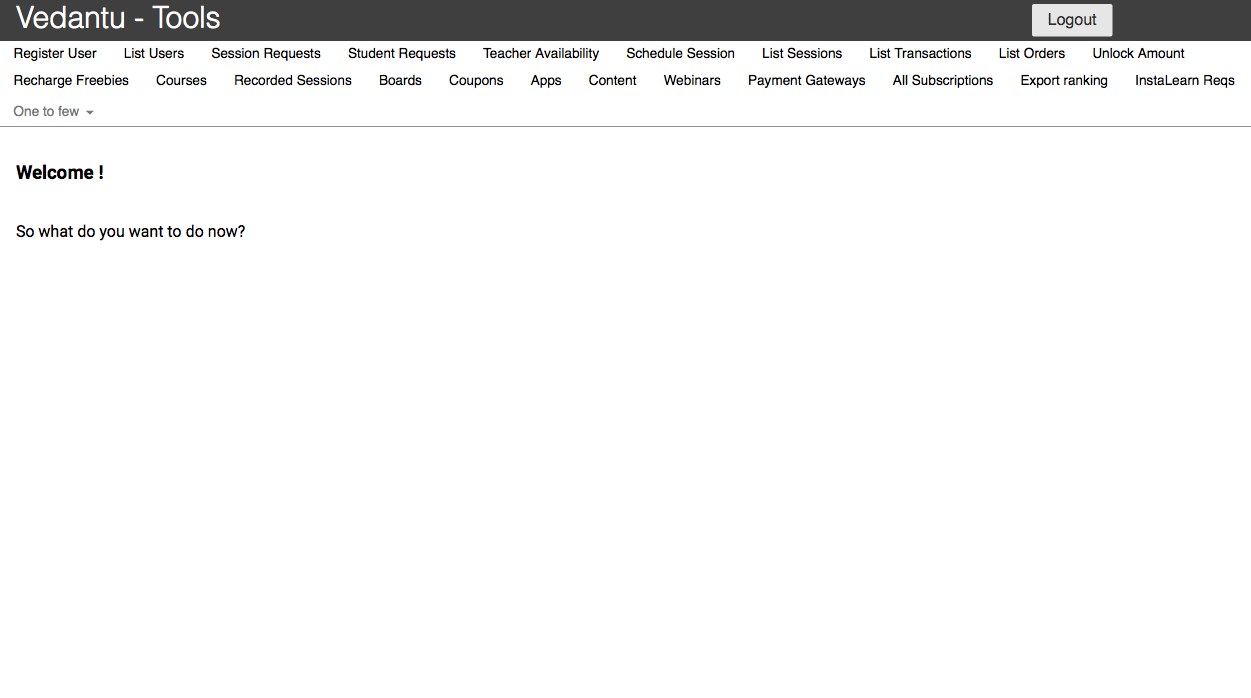 Vedantu - Tools Logout
Register User List Users Session Requests Student Requests Teacher Availability Schedule Session List Sessions List Transactions List Orders Unlock Amount
Recharge Freebies Courses Recorded Sessions Boards Coupons Apps Content Webinars Payment Gateways All Subscriptions Export ranking InstaLearn Reqs
One to few
Welcome !
So what do you want to do now?